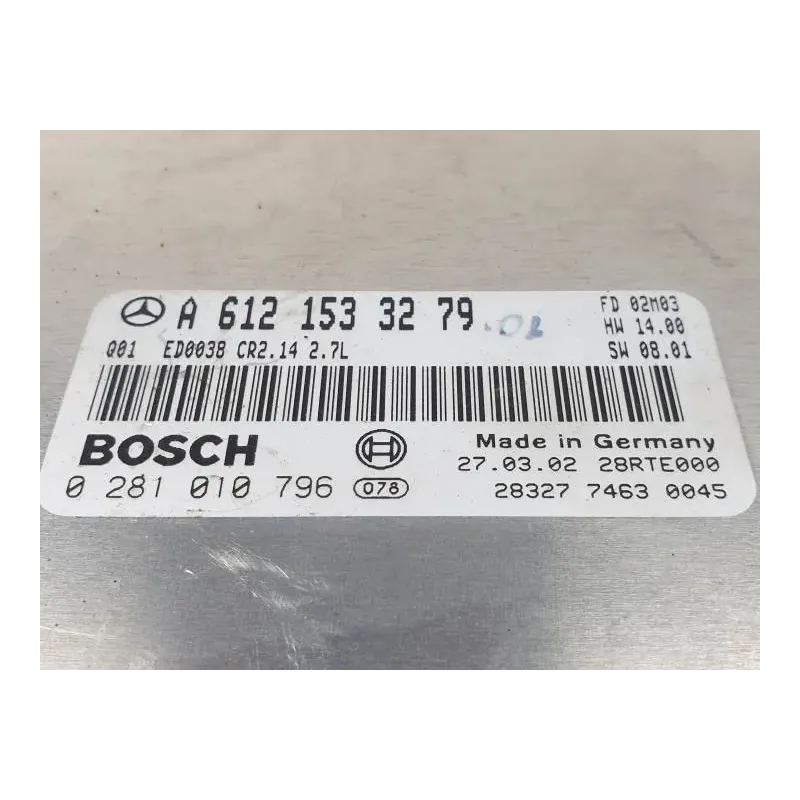 A 612 153 32 79 .01
FD 02M03
HW 14.00
Q01 ED0038 CR2.14 2.7L
SW 08.01
BOSCH
Made in Germany
27.03.02 28RTE000
0 281 010 796 078
28327 7463 0045